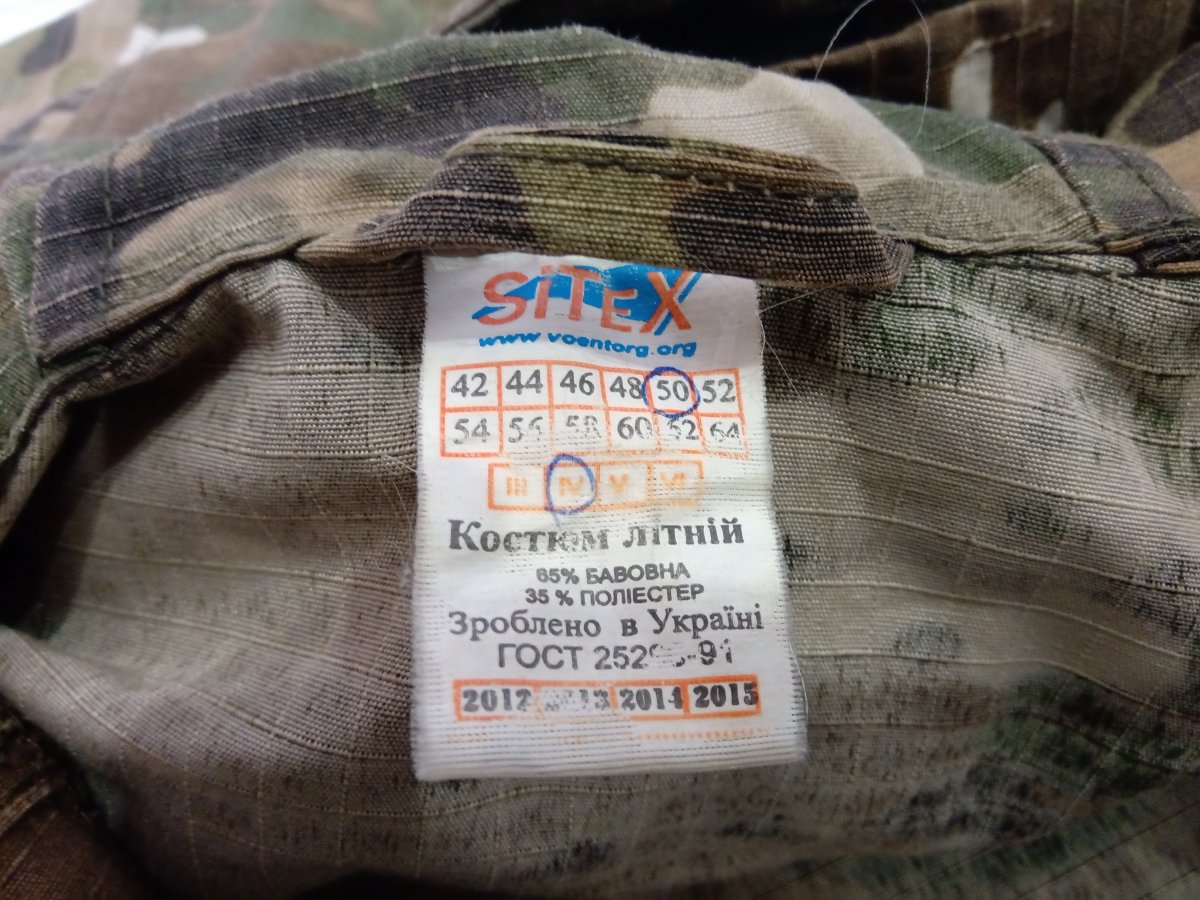 SiTEX
www voentorg.org
42 44 46 48 50 52
54 56 58 60 62 64
III IV V VI
Костюм літній
65% БАВОВНА
35 % ПОЛІЕСТЕР
Зроблено в Україні
ГОСТ
2012 2013 2014 2015